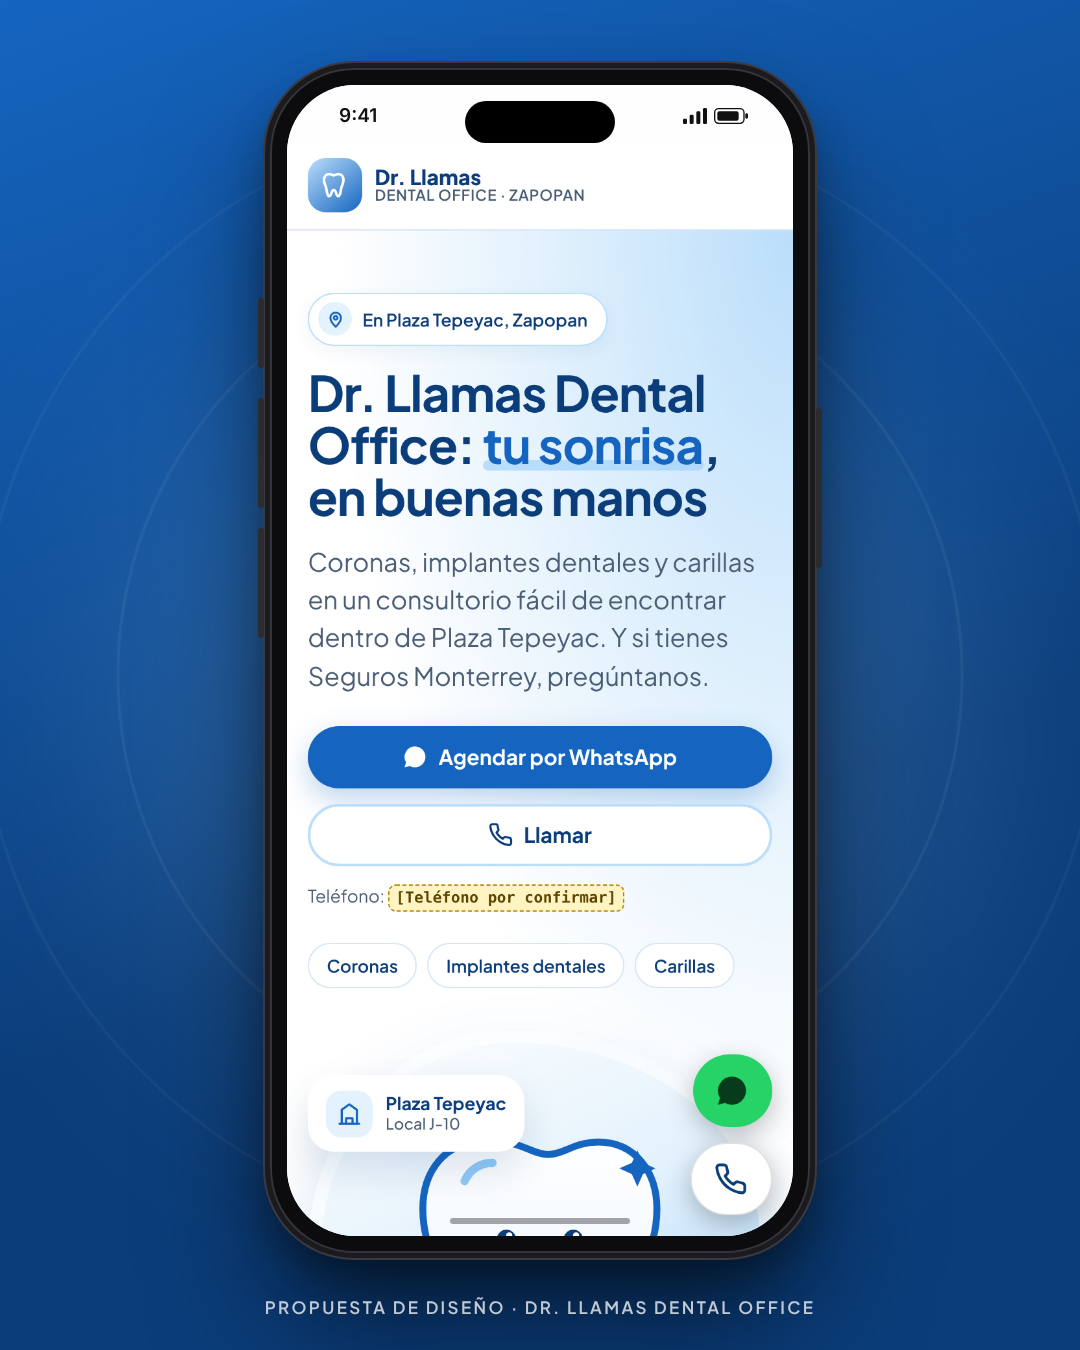 9:41
Dr. Llamas
DENTAL OFFICE · ZAPOPAN
En Plaza Tepeyac, Zapopan
Dr. Llamas Dental
Office: tu sonrisa,
en buenas manos
Coronas, implantes dentales y carillas
en un consultorio fácil de encontrar
dentro de Plaza Tepeyac. Y si tienes
Seguros Monterrey, pregúntanos.
Agendar por WhatsApp
Llamar
Teléfono: [Teléfono por confirmar]
Coronas Implantes dentales Carillas
Plaza Tepeyac
Local J-10
PROPUESTA DE DISEÑO · DR. LLAMAS DENTAL OFFICE